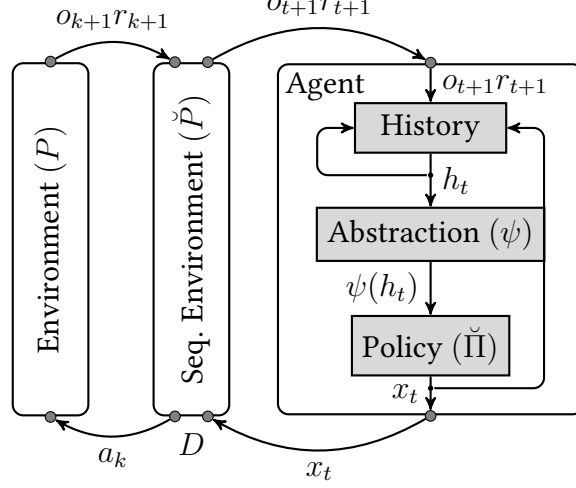 o_{k+1}r_{k+1}
o_{t+1}r_{t+1}
Environment (P)
Seq. Environment (P̆)
Agent
o_{t+1}r_{t+1}
History
h_t
Abstraction (ψ)
ψ(h_t)
Policy (Π̆)
x_t
a_k
D
x_t